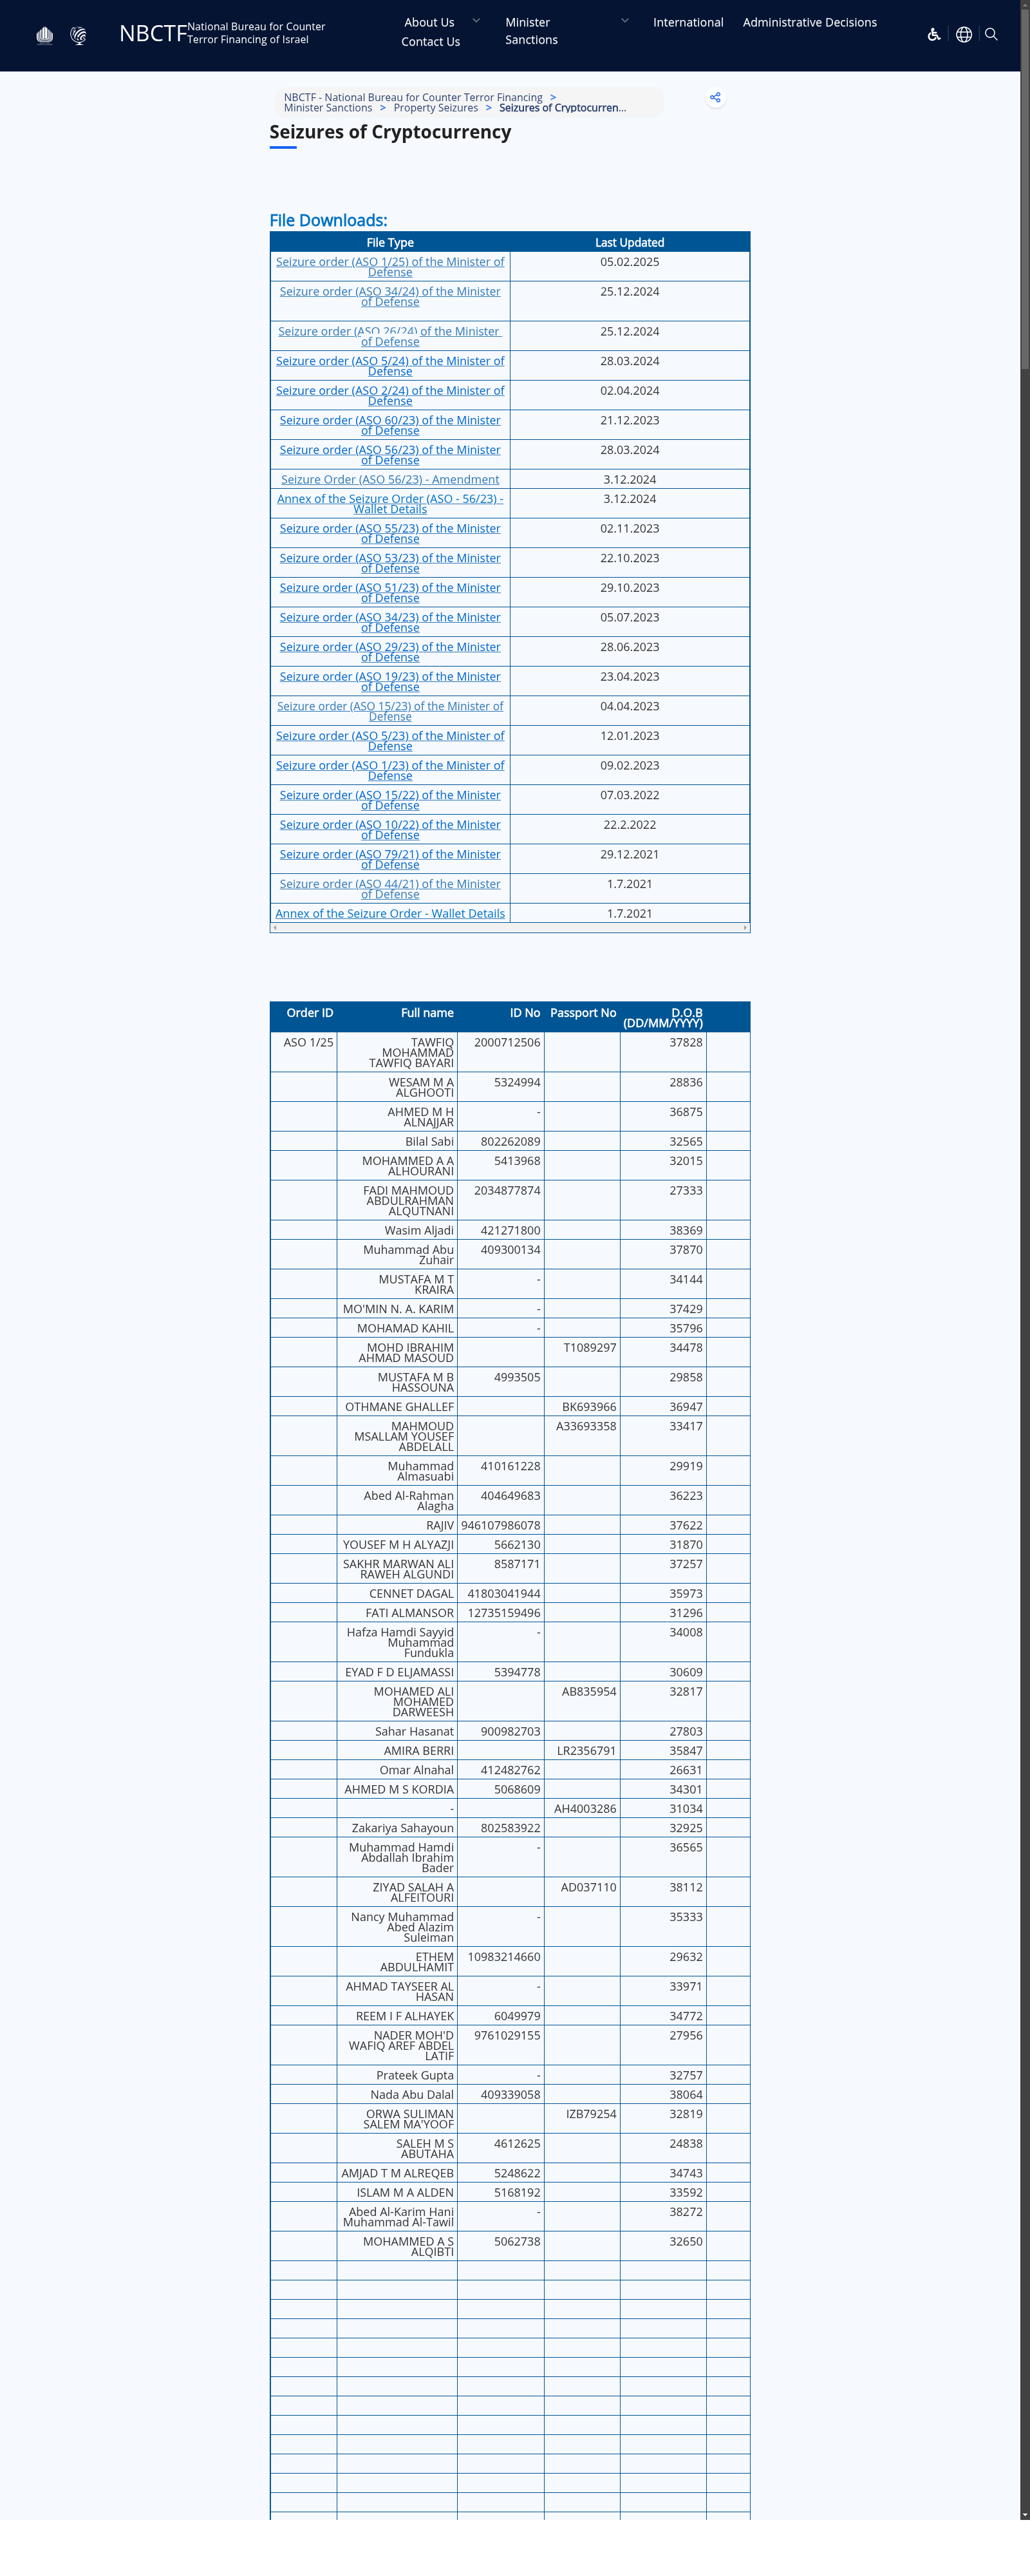 NBCTF
National Bureau for Counter
Terror Financing of Israel
About Us
Minister
Sanctions
International
Administrative Decisions
Contact Us
NBCTF - National Bureau for Counter Terror Financing >
Minister Sanctions > Property Seizures > Seizures of Cryptocurren...
Seizures of Cryptocurrency
File Downloads:
File Type Last Updated
Seizure order (ASO 1/25) of the Minister of 05.02.2025
Defense
Seizure order (ASO 34/24) of the Minister 25.12.2024
of Defense
Seizure order (ASO 26/24) of the Minister 25.12.2024
of Defense
Seizure order (ASO 5/24) of the Minister of 28.03.2024
Defense
Seizure order (ASO 2/24) of the Minister of 02.04.2024
Defense
Seizure order (ASO 60/23) of the Minister 21.12.2023
of Defense
Seizure order (ASO 56/23) of the Minister 28.03.2024
of Defense
Seizure Order (ASO 56/23) - Amendment 3.12.2024
Annex of the Seizure Order (ASO - 56/23) - 3.12.2024
Wallet Details
Seizure order (ASO 55/23) of the Minister 02.11.2023
of Defense
Seizure order (ASO 53/23) of the Minister 22.10.2023
of Defense
Seizure order (ASO 51/23) of the Minister 29.10.2023
of Defense
Seizure order (ASO 34/23) of the Minister 05.07.2023
of Defense
Seizure order (ASO 29/23) of the Minister 28.06.2023
of Defense
Seizure order (ASO 19/23) of the Minister 23.04.2023
of Defense
Seizure order (ASO 15/23) of the Minister of 04.04.2023
Defense
Seizure order (ASO 5/23) of the Minister of 12.01.2023
Defense
Seizure order (ASO 1/23) of the Minister of 09.02.2023
Defense
Seizure order (ASO 15/22) of the Minister 07.03.2022
of Defense
Seizure order (ASO 10/22) of the Minister 22.2.2022
of Defense
Seizure order (ASO 79/21) of the Minister 29.12.2021
of Defense
Seizure order (ASO 44/21) of the Minister 1.7.2021
of Defense
Annex of the Seizure Order - Wallet Details 1.7.2021
Order ID Full name ID No Passport No D.O.B
(DD/MM/YYYY)
ASO 1/25 TAWFIQ 2000712506 37828
MOHAMMAD
TAWFIQ BAYARI
WESAM M A 5324994 28836
ALGHOOTI
AHMED M H - 36875
ALNAJJAR
Bilal Sabi 802262089 32565
MOHAMMED A A 5413968 32015
ALHOURANI
FADI MAHMOUD 2034877874 27333
ABDULRAHMAN
ALQUTNANI
Wasim Aljadi 421271800 38369
Muhammad Abu 409300134 37870
Zuhair
MUSTAFA M T - 34144
KRAIRA
MO'MIN N. A. KARIM - 37429
MOHAMAD KAHIL - 35796
MOHD IBRAHIM T1089297 34478
AHMAD MASOUD
MUSTAFA M B 4993505 29858
HASSOUNA
OTHMANE GHALLEF BK693966 36947
MAHMOUD A33693358 33417
MSALLAM YOUSEF
ABDELALL
Muhammad 410161228 29919
Almasuabi
Abed Al-Rahman 404649683 36223
Alagha
RAJIV 946107986078 37622
YOUSEF M H ALYAZJI 5662130 31870
SAKHR MARWAN ALI 8587171 37257
RAWEH ALGUNDI
CENNET DAGAL 41803041944 35973
FATI ALMANSOR 12735159496 31296
Hafza Hamdi Sayyid - 34008
Muhammad
Fundukla
EYAD F D ELJAMASSI 5394778 30609
MOHAMED ALI AB835954 32817
MOHAMED
DARWEESH
Sahar Hasanat 900982703 27803
AMIRA BERRI LR2356791 35847
Omar Alnahal 412482762 26631
AHMED M S KORDIA 5068609 34301
- AH4003286 31034
Zakariya Sahayoun 802583922 32925
Muhammad Hamdi - 36565
Abdallah Ibrahim
Bader
ZIYAD SALAH A AD037110 38112
ALFEITOURI
Nancy Muhammad - 35333
Abed Alazim
Suleiman
ETHEM 10983214660 29632
ABDULHAMIT
AHMAD TAYSEER AL - 33971
HASAN
REEM I F ALHAYEK 6049979 34772
NADER MOH'D 9761029155 27956
WAFIQ AREF ABDEL
LATIF
Prateek Gupta - 32757
Nada Abu Dalal 409339058 38064
ORWA SULIMAN IZB79254 32819
SALEM MA'YOOF
SALEH M S 4612625 24838
ABUTAHA
AMJAD T M ALREQEB 5248622 34743
ISLAM M A ALDEN 5168192 33592
Abed Al-Karim Hani - 38272
Muhammad Al-Tawil
MOHAMMED A S 5062738 32650
ALQIBTI